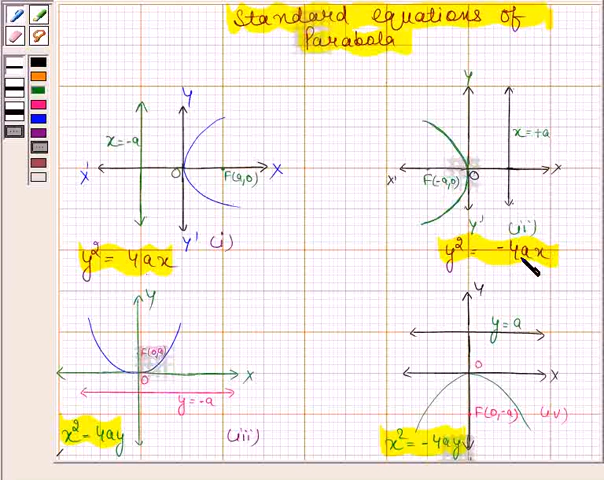 Standard equations of
Parabola
Y
x=-a
X' O F(a,0) X
Y' (i)
y² = 4ax
Y
x=+a
X' F(-a,0) O X
Y' (ii)
y² = -4ax
Y
F(0,a)
O X
y=-a
x²=4ay (iii)
Y
y=a
O X
F(0,-a) (iv)
x²=-4ay